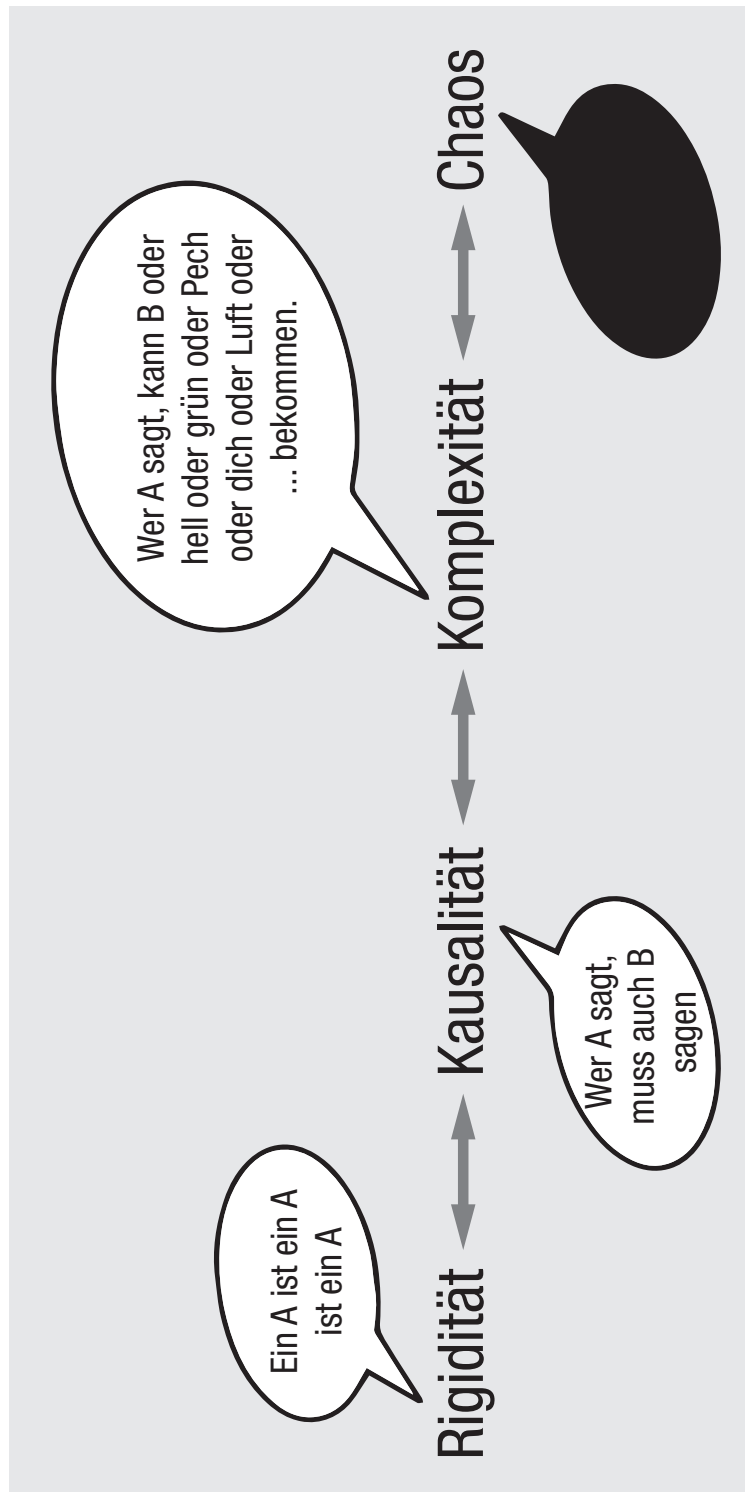 Ein A ist ein A
ist ein A
Wer A sagt, kann B oder
hell oder grün oder Pech
oder dich oder Luft oder
... bekommen.
Rigidität
Kausalität
Komplexität
Chaos
Wer A sagt,
muss auch B
sagen